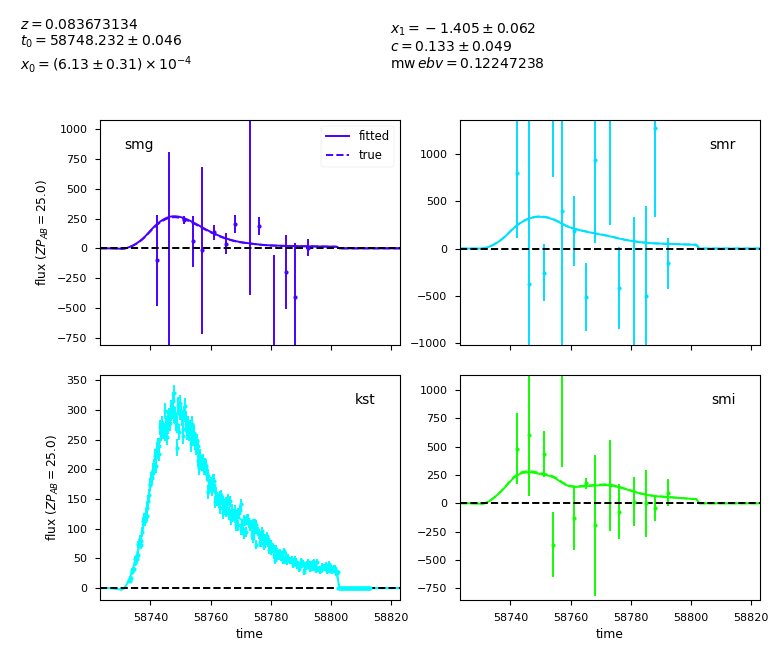 z = 0.083673134
t₀ = 58748.232 ± 0.046
x₀ = (6.13 ± 0.31) × 10⁻⁴
x₁ = −1.405 ± 0.062
c = 0.133 ± 0.049
mw ebv = 0.12247238
smg
fitted
true
1000
750
500
250
0
−250
−500
−750
flux (ZP_AB = 25.0)
smr
1000
500
0
−500
−1000
kst
350
300
250
200
150
100
50
0
flux (ZP_AB = 25.0)
58740 58760 58780 58800 58820
time
smi
1000
750
500
250
0
−250
−500
−750
58740 58760 58780 58800 58820
time